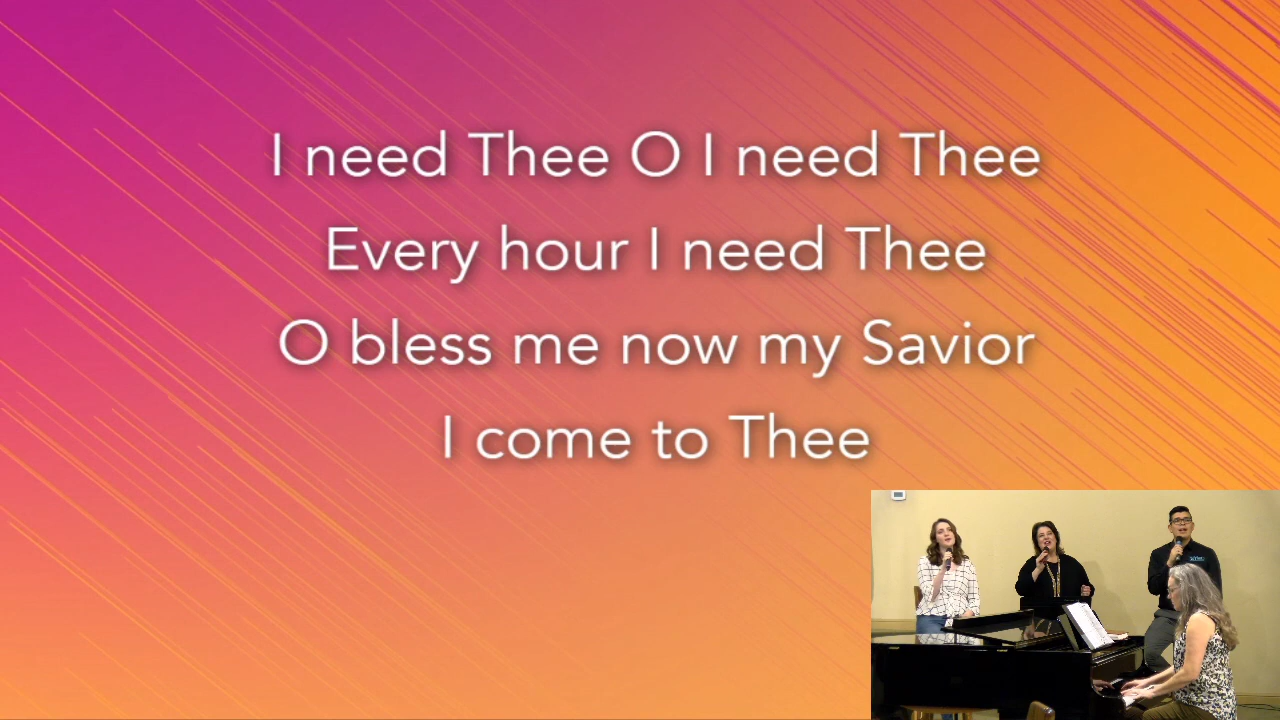 I need Thee O I need Thee
Every hour I need Thee
O bless me now my Savior
I come to Thee